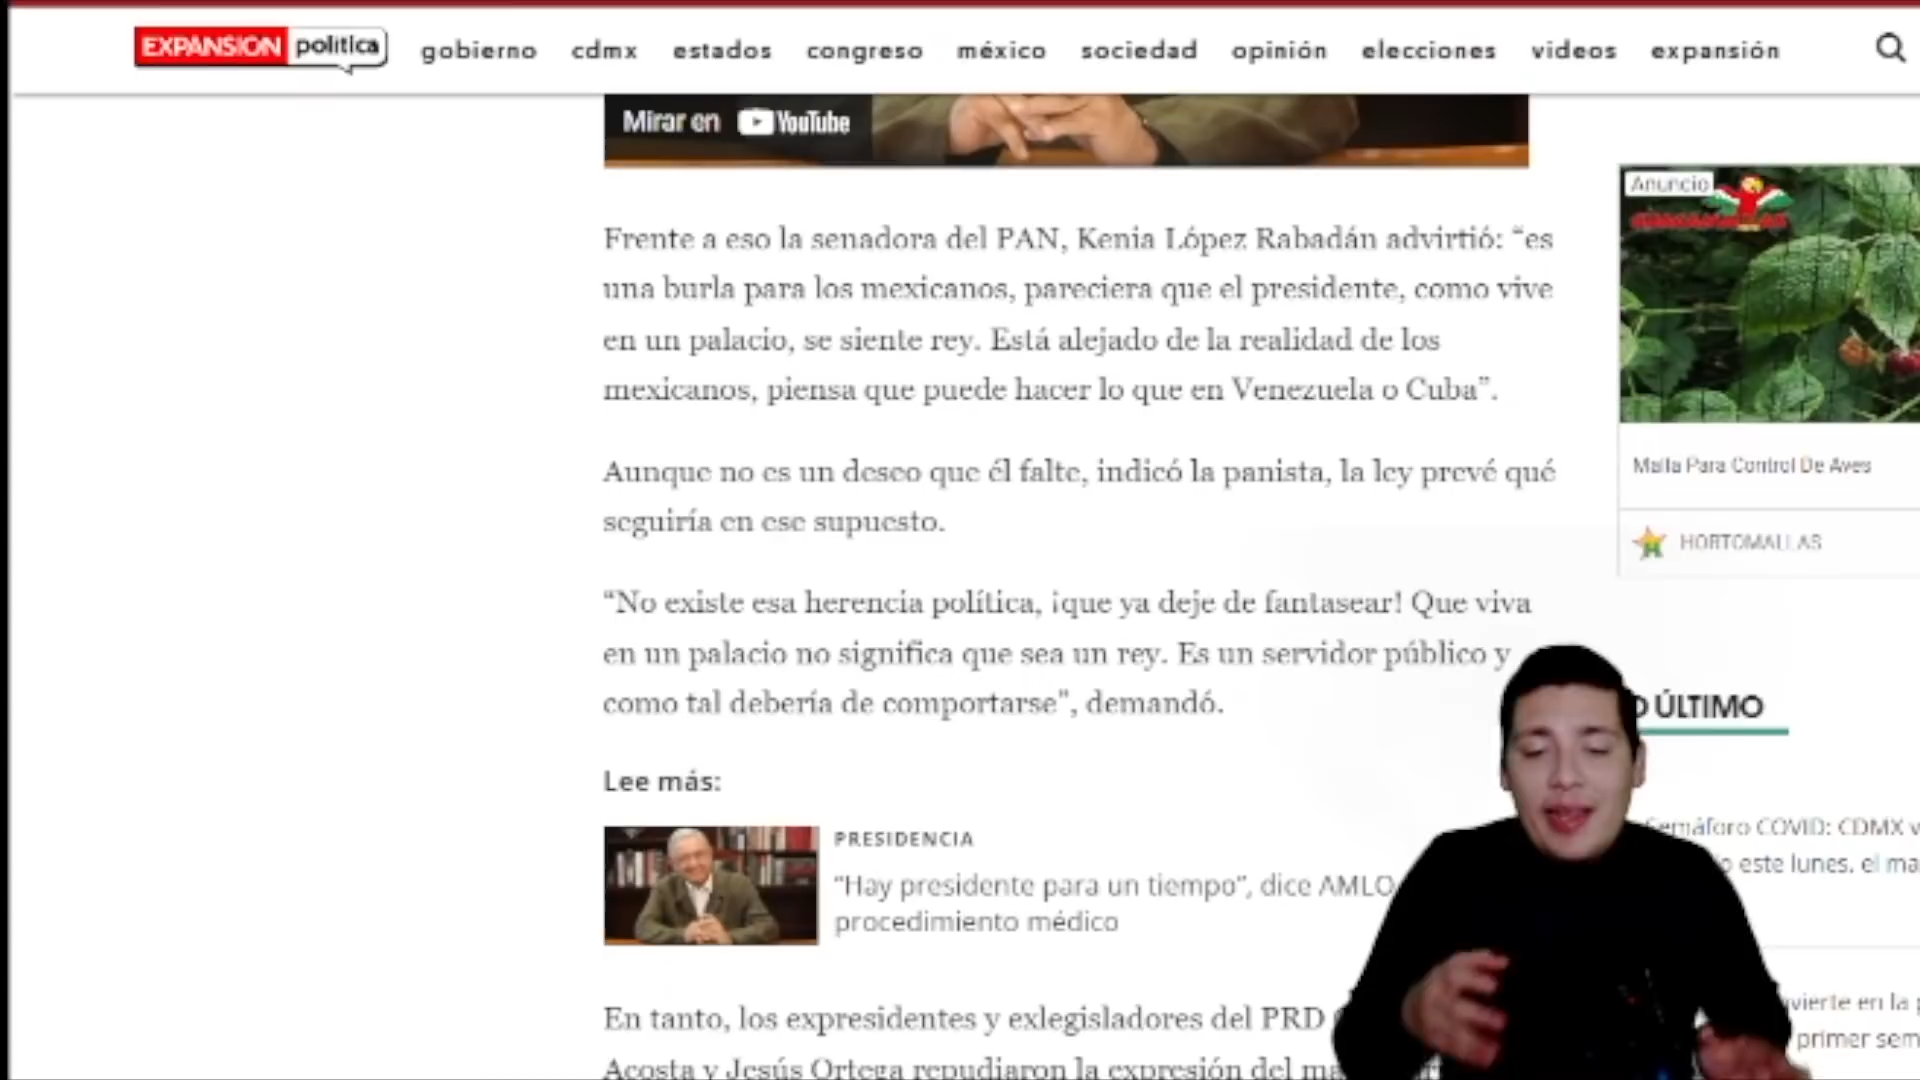 EXPANSIÓN política
gobierno cdmx estados congreso méxico sociedad opinión elecciones videos expansión
Mirar en YouTube
Anuncio
Frente a eso la senadora del PAN, Kenia López Rabadán advirtió: “es
una burla para los mexicanos, pareciera que el presidente, como vive
en un palacio, se siente rey. Está alejado de la realidad de los
mexicanos, piensa que puede hacer lo que en Venezuela o Cuba”.
Malla Para Control De Aves
Aunque no es un deseo que él falte, indicó la panista, la ley prevé qué
seguiría en ese supuesto.
HORTOMALLAS
“No existe esa herencia política, ¡que ya deje de fantasear! Que viva
en un palacio no significa que sea un rey. Es un servidor público y
como tal debería de comportarse”, demandó.
ÚLTIMO
Lee más:
PRESIDENCIA
“Hay presidente para un tiempo”, dice AMLO
procedimiento médico
Semáforo COVID: CDMX
este lunes, el
En tanto, los expresidentes y exlegisladores del PRD
Acosta y Jesús Ortega repudiaron la expresión del
en la
primer